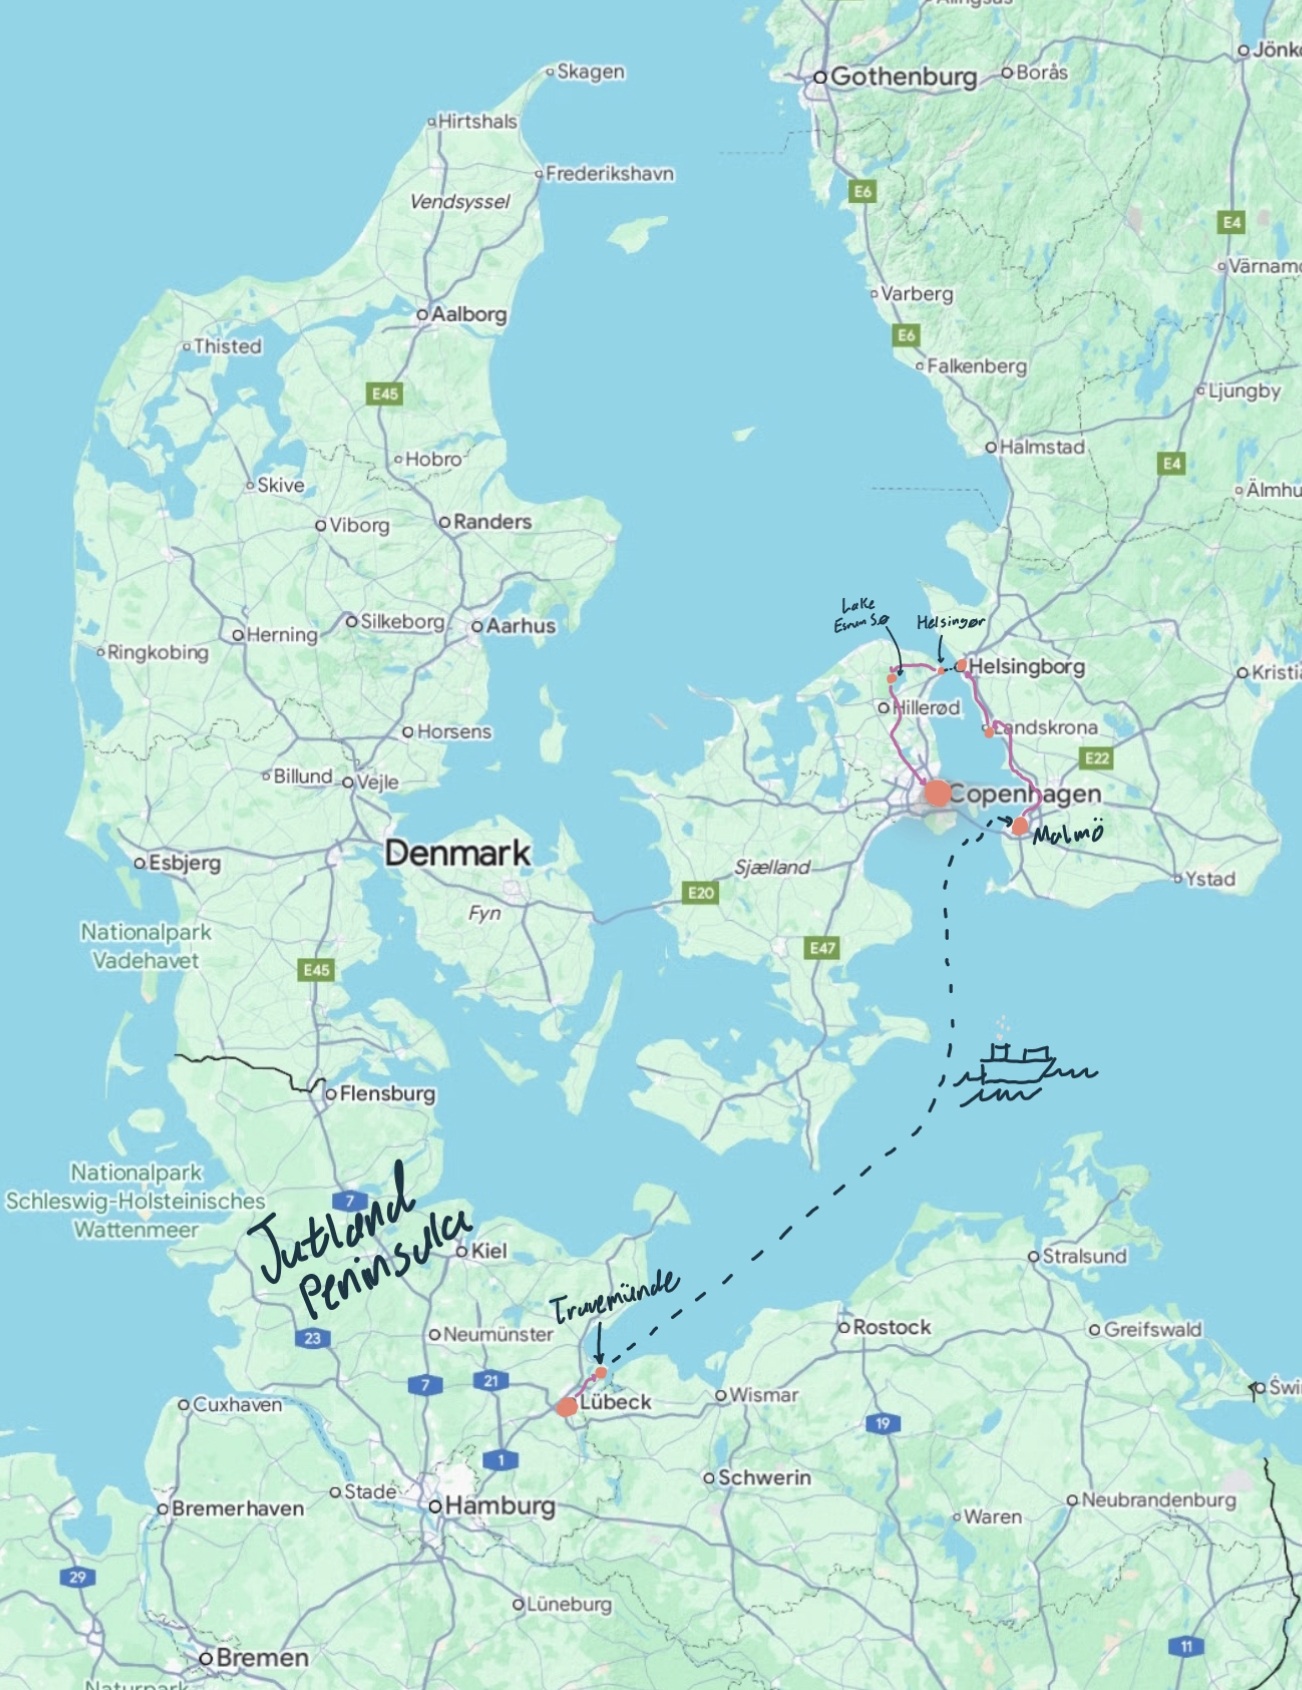 Alingsås
Jönk
Gothenburg
Borås
Skagen
Hirtshals
Frederikshavn
Vendsyssel
E6
E4
Värnamo
Varberg
Aalborg
E6
Thisted
Falkenberg
E45
Ljungby
Halmstad
Hobro
E4
Skive
Älmhu
Viborg
Randers
Lake
Esrum Sø
Helsingør
Silkeborg
Aarhus
Herning
Ringkobing
Helsingborg
Kristia
Hillerød
Landskrona
Horsens
E22
Billund
Vejle
Copenhagen
Malmö
Denmark
Esbjerg
Sjælland
Ystad
E20
Fyn
Nationalpark
Vadehavet
E47
E45
Flensburg
Nationalpark
Schleswig-Holsteinisches
Wattenmeer
7
Jutland
Peninsula
Kiel
Stralsund
Travemünde
Rostock
Greifswald
23
Neumünster
7
21
Świ
Wismar
Lübeck
Cuxhaven
19
1
Schwerin
Stade
Hamburg
Bremerhaven
Neubrandenburg
Waren
29
Lüneburg
11
Bremen
Naturpark